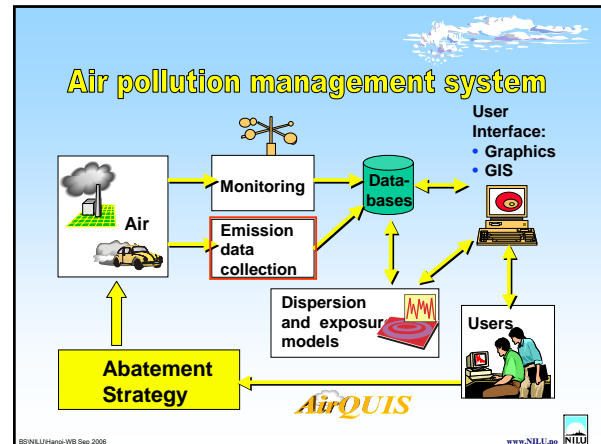 Air pollution management system
User
Interface:
• Graphics
• GIS
Monitoring
Data-
bases
Air
Emission
data
collection
Dispersion
and exposur
models
Users
Abatement
Strategy
AirQUIS
BS\NILU\Hanoi-WB Sep 2006
www.NILU.no
NILU